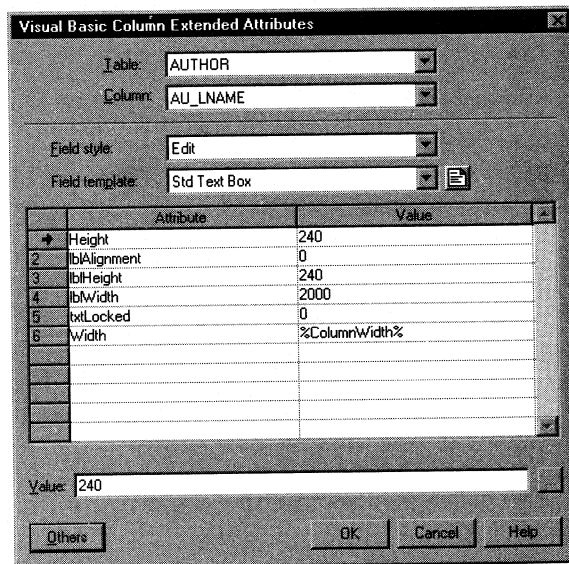 Visual Basic Column Extended Attributes
Table: AUTHOR
Column: AU_LNAME
Field style: Edit
Field template: Std Text Box
Attribute Value
Height 240
2 lblAlignment 0
3 lblHeight 240
4 lblWidth 2000
5 txtLocked 0
6 Width %ColumnWidth%
Value: 240
Others OK Cancel Help